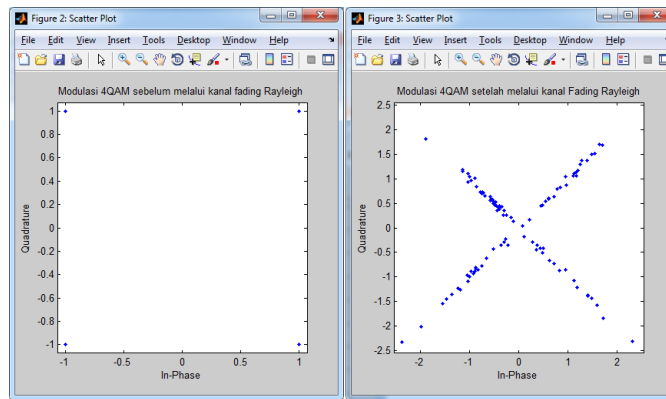 Figure 2: Scatter Plot
File Edit View Insert Tools Desktop Window Help
Modulasi 4QAM sebelum melalui kanal fading Rayleigh
1
0.8
0.6
0.4
0.2
0
-0.2
-0.4
-0.6
-0.8
-1
Quadrature
-1 -0.5 0 0.5 1
In-Phase
Figure 3: Scatter Plot
File Edit View Insert Tools Desktop Window Help
Modulasi 4QAM setelah melalui kanal Fading Rayleigh
2.5
2
1.5
1
0.5
0
-0.5
-1
-1.5
-2
-2.5
Quadrature
-2 -1 0 1 2
In-Phase